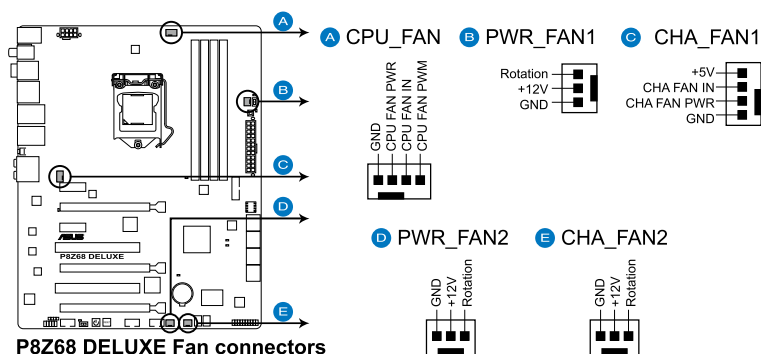 A
B
C
D
E
A CPU_FAN
GND
CPU FAN PWR
CPU FAN IN
CPU FAN PWM
B PWR_FAN1
Rotation
+12V
GND
C CHA_FAN1
+5V
CHA FAN IN
CHA FAN PWR
GND
D PWR_FAN2
GND
+12V
Rotation
E CHA_FAN2
GND
+12V
Rotation
ASUS
P8Z68 DELUXE
P8Z68 DELUXE Fan connectors